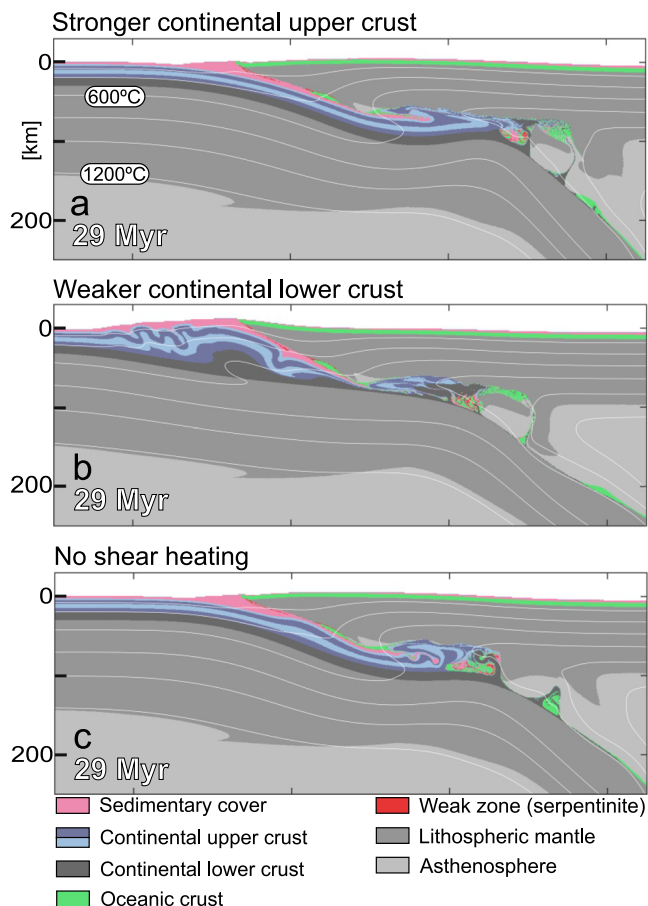 Stronger continental upper crust
0
600ºC
[km]
1200ºC
a
200
29 Myr
Weaker continental lower crust
0
b
200
29 Myr
No shear heating
0
200
c
29 Myr
Sedimentary cover
Weak zone (serpentinite)
Continental upper crust
Lithospheric mantle
Continental lower crust
Asthenosphere
Oceanic crust